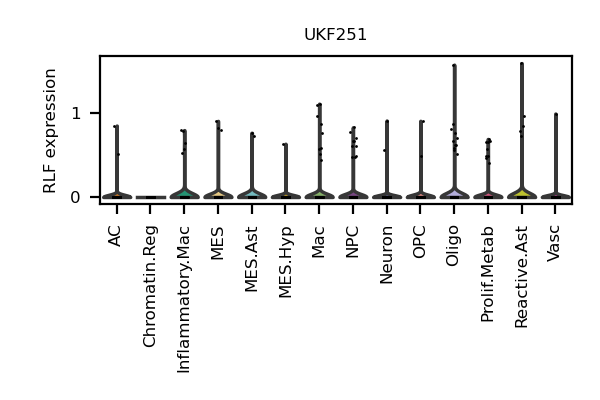 UKF251
RLF expression
1
0
AC
Chromatin.Reg
Inflammatory.Mac
MES
MES.Ast
MES.Hyp
Mac
NPC
Neuron
OPC
Oligo
Prolif.Metab
Reactive.Ast
Vasc